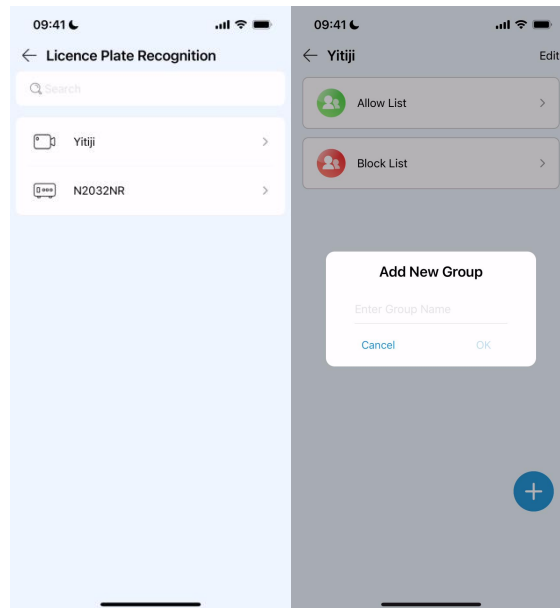 09:41
Licence Plate Recognition
Search
Yitiji
N2032NR
09:41
Yitiji
Edit
Allow List
Block List
Add New Group
Enter Group Name
Cancel
OK